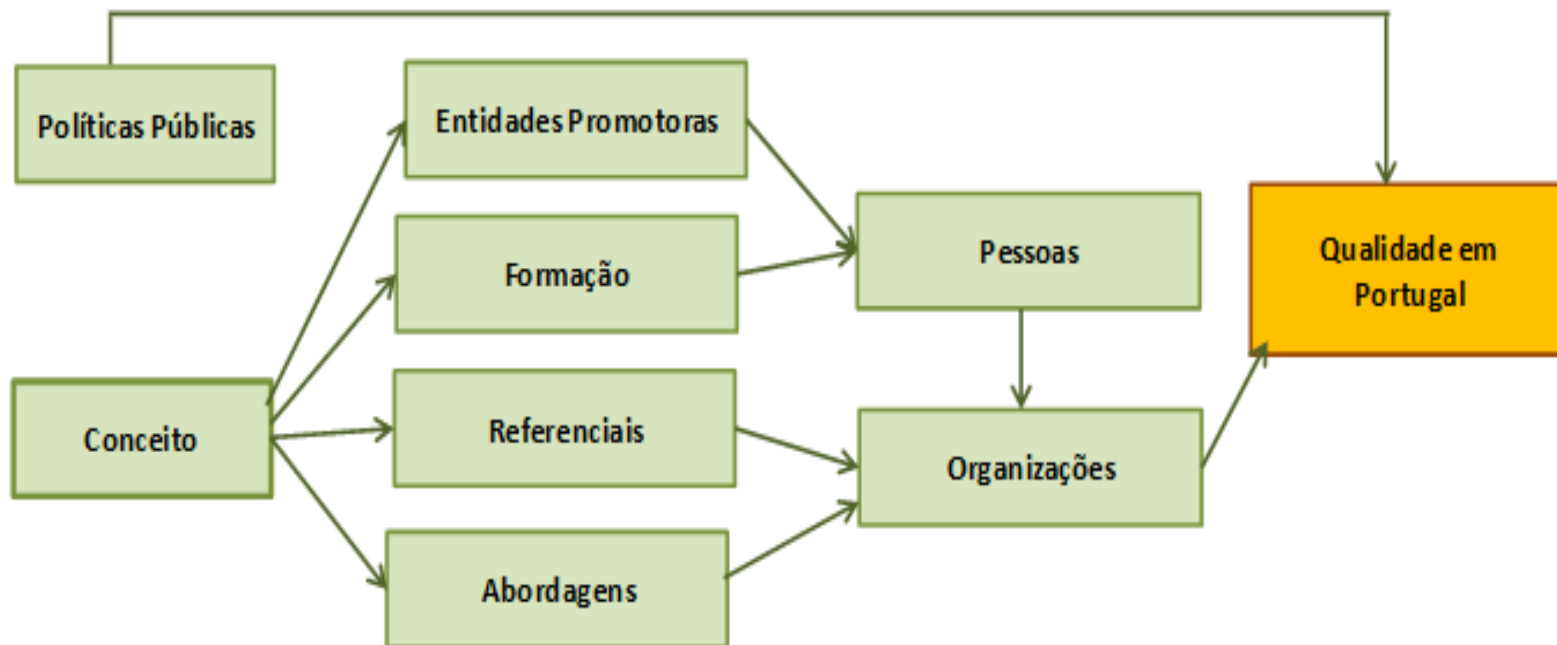 Políticas Públicas
Entidades Promotoras
Formação
Pessoas
Qualidade em
Portugal
Conceito
Referenciais
Organizações
Abordagens